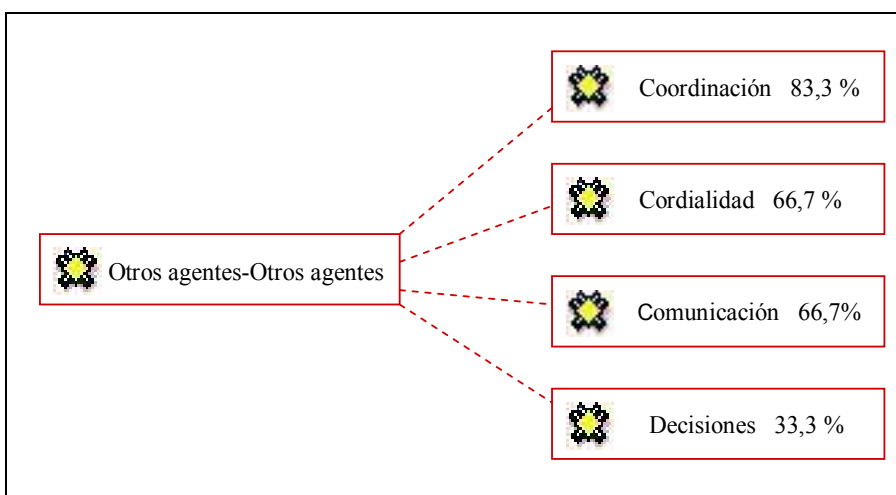 Coordinación 83,3 %
Cordialidad 66,7 %
Otros agentes-Otros agentes
Comunicación 66,7%
Decisiones 33,3 %